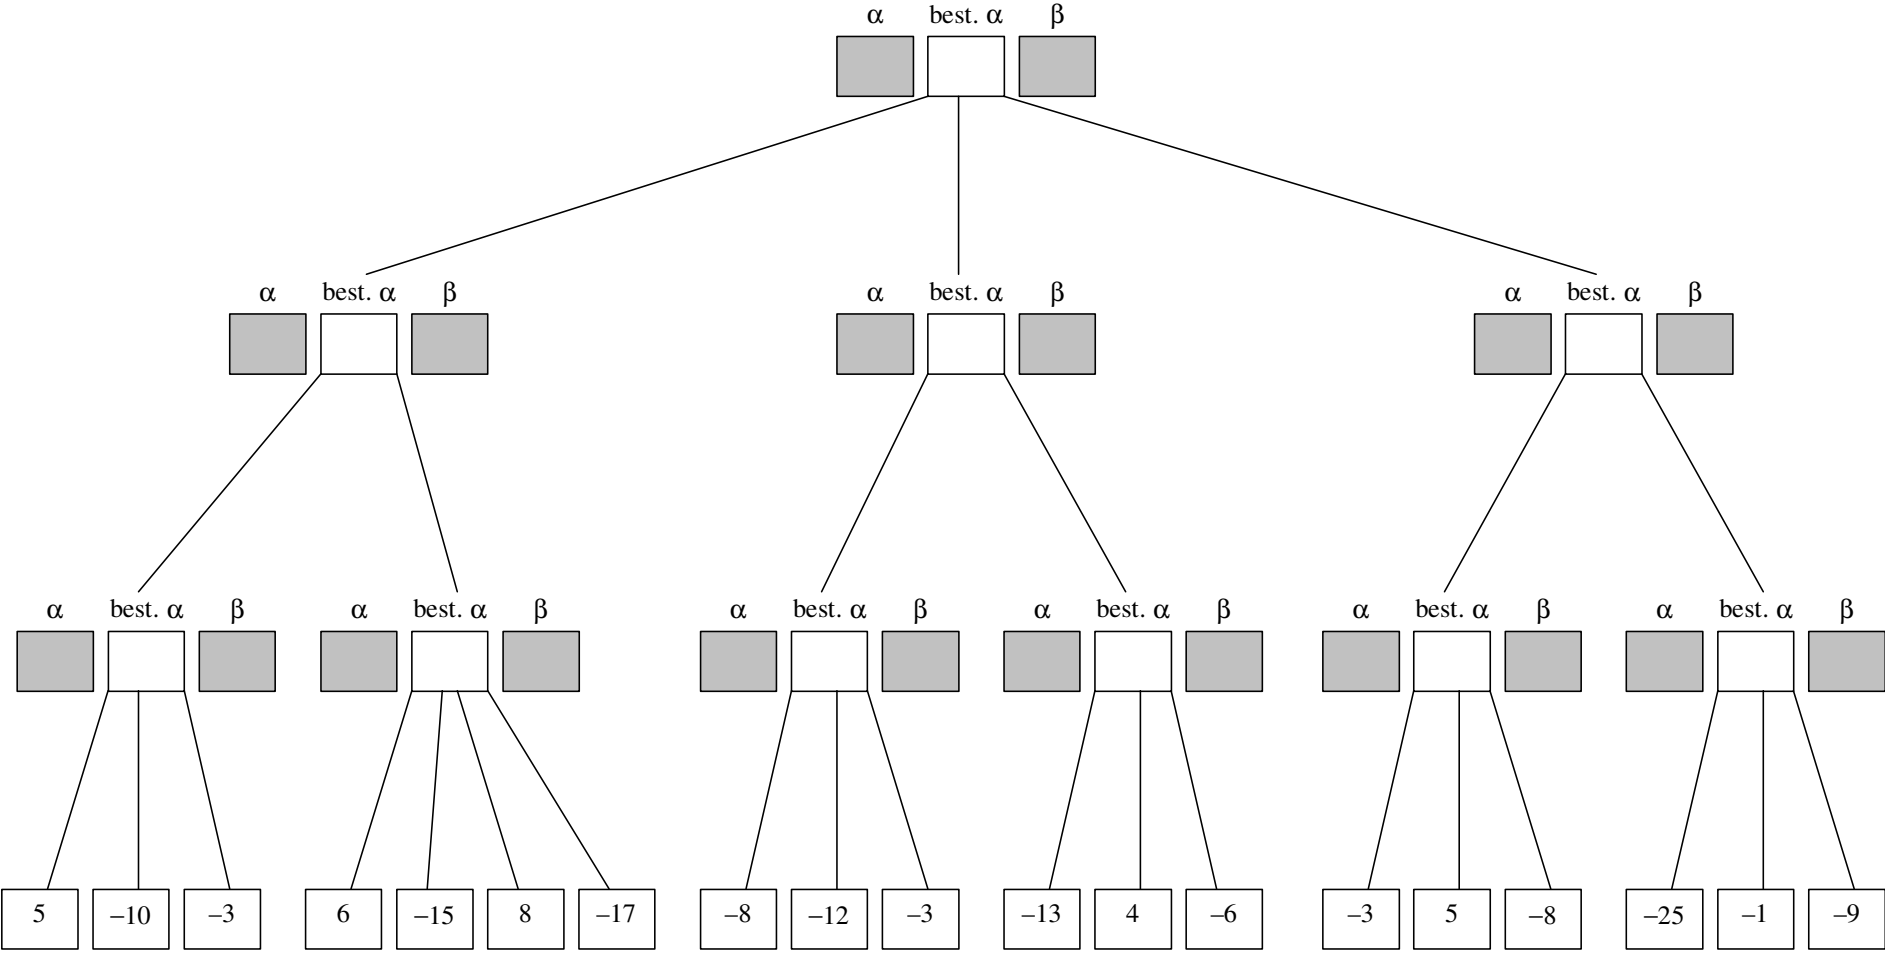 α best. α β
α best. α β α best. α β α best. α β
α best. α β α best. α β α best. α β α best. α β α best. α β α best. α β
5 –10 –3 6 –15 8 –17 –8 –12 –3 –13 4 –6 –3 5 –8 –25 –1 –9